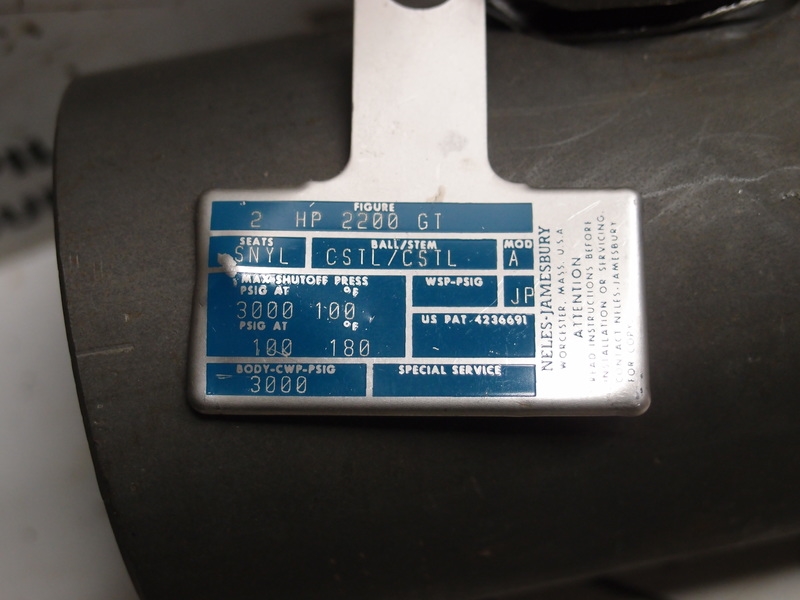 FIGURE
2 HP 2200 GT
SEATS BALL/STEM MOD
SNYL CSTL/CSTL A
MAX-SHUTOFF PRESS WSP-PSIG
PSIG AT °F
JP
3000 100
US PAT 4236691
PSIG AT °F
100 180
BODY-CWP-PSIG SPECIAL SERVICE
3000
NELES-JAMESBURY
WORCESTER, MASS. U.S.A
ATTENTION
READ INSTRUCTIONS BEFORE
INSTALLATION OR SERVICING.
CONTACT NELES-JAMESBURY
FOR COPY